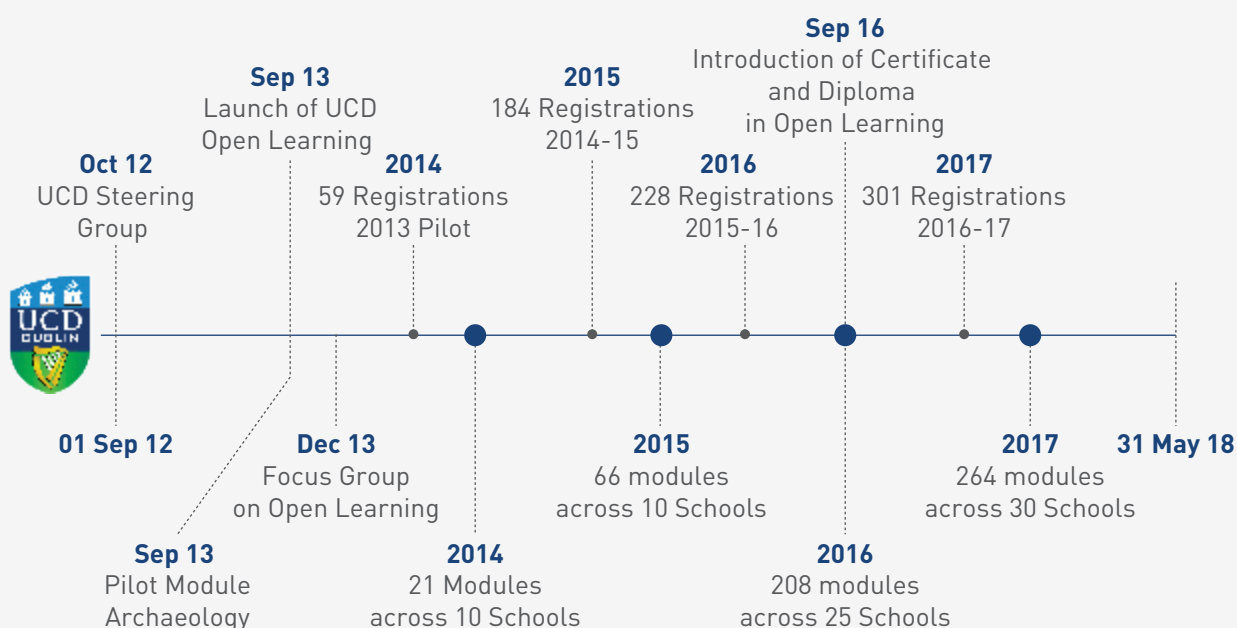 Sep 16
Introduction of Certificate
and Diploma
in Open Learning
Sep 13
Launch of UCD
Open Learning
2015
184 Registrations
2014-15
Oct 12
UCD Steering
Group
2014
59 Registrations
2013 Pilot
2016
228 Registrations
2015-16
2017
301 Registrations
2016-17
UCD
DUBLIN
01 Sep 12
Dec 13
Focus Group
on Open Learning
2015
66 modules
across 10 Schools
2017
264 modules
across 30 Schools
31 May 18
Sep 13
Pilot Module
Archaeology
2014
21 Modules
across 10 Schools
2016
208 modules
across 25 Schools